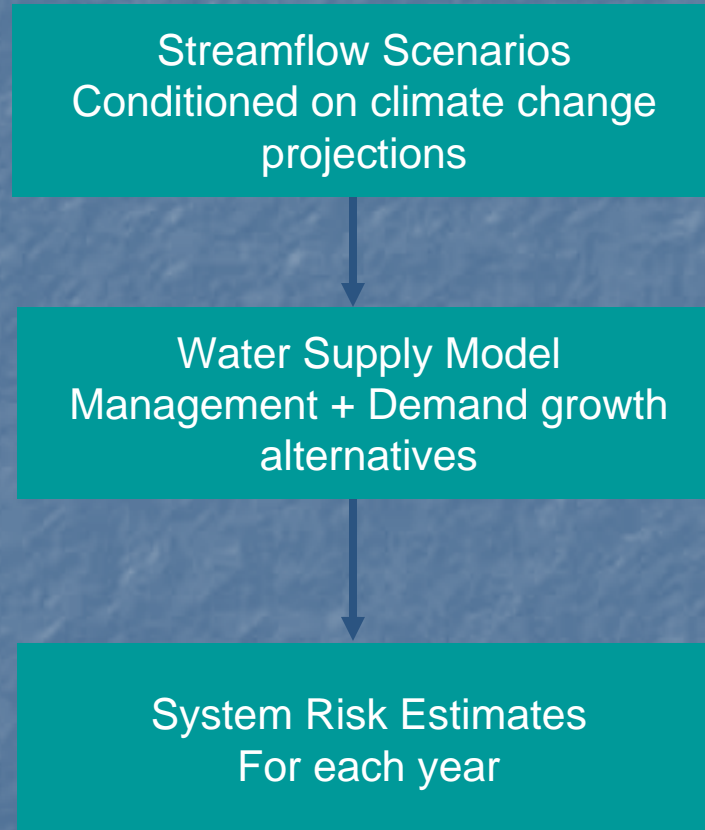 Streamflow Scenarios
Conditioned on climate change
projections
Water Supply Model
Management + Demand growth
alternatives
System Risk Estimates
For each year